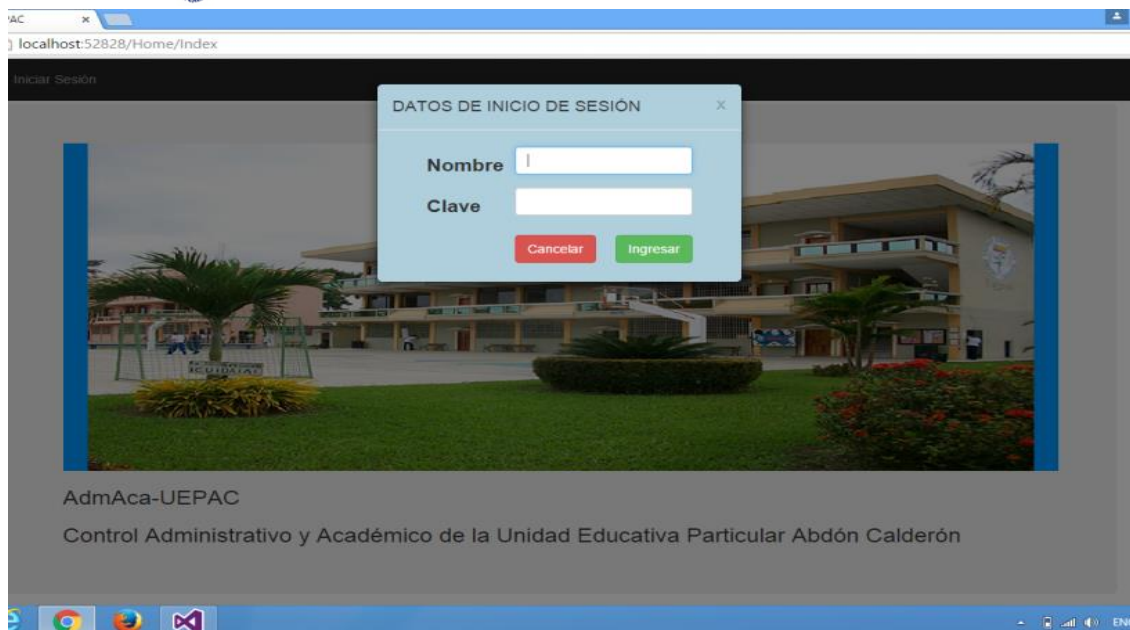 AC ×
localhost:52828/Home/Index
Iniciar Sesión
DATOS DE INICIO DE SESIÓN x
Nombre
Clave
Cancelar Ingresar
AdmAca-UEPAC
Control Administrativo y Académico de la Unidad Educativa Particular Abdón Calderón
EN